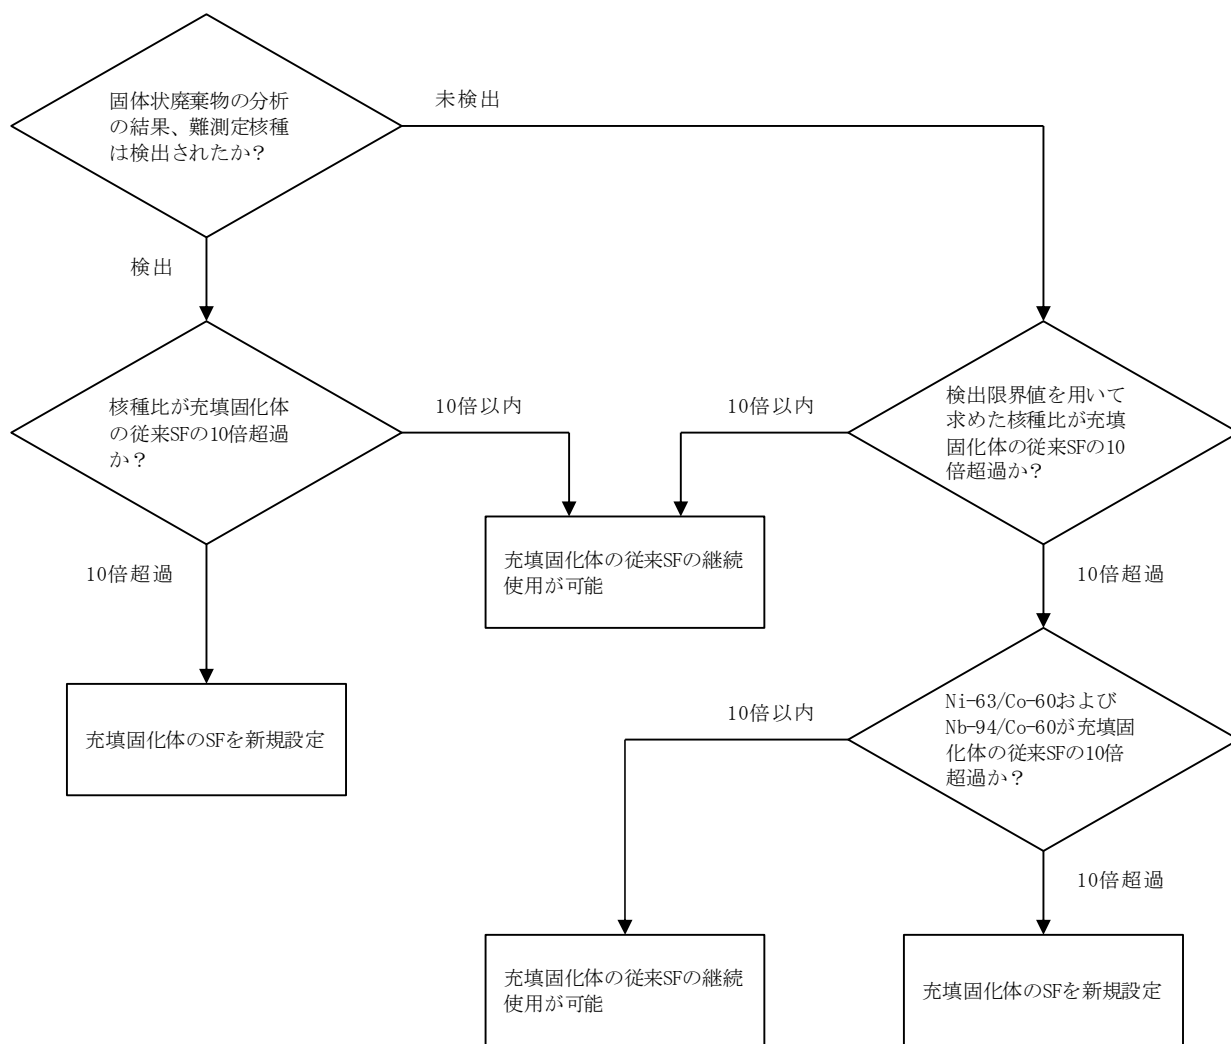 固体状廃棄物の分析
の結果、難測定核種
は検出されたか？
未検出
検出
核種比が充填固化体
の従来SFの10倍超過
か？
10倍以内
10倍以内
検出限界値を用いて
求めた核種比が充填
固化体の従来SFの10
倍超過か？
充填固化体の従来SFの継続
使用が可能
10倍超過
10倍超過
充填固化体のSFを新規設定
10倍以内
Ni-63/Co-60および
Nb-94/Co-60が充填固
化体の従来SFの10倍
超過か？
10倍超過
充填固化体の従来SFの継続
使用が可能
充填固化体のSFを新規設定